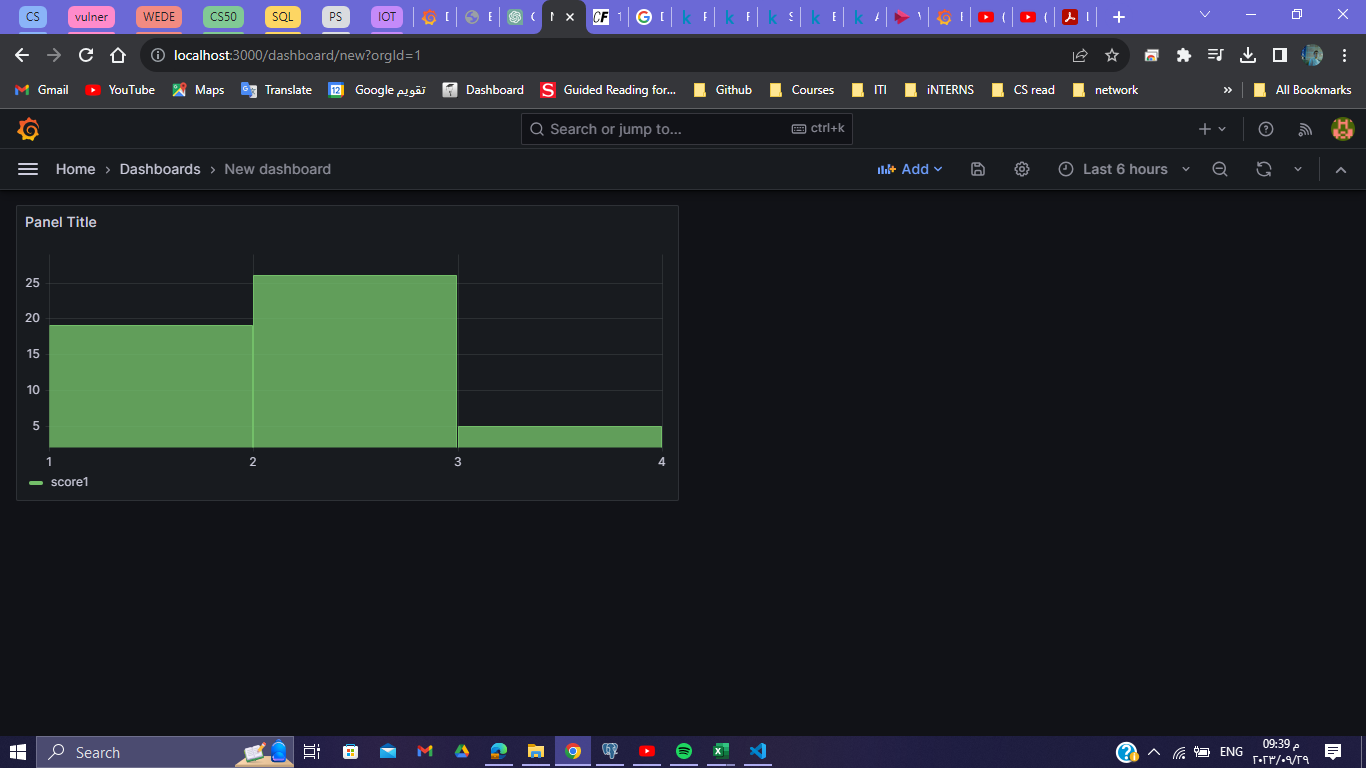 CS vulner WEDE CS50 SQL PS IOT
localhost:3000/dashboard/new?orgId=1
Gmail YouTube Maps Translate 12 Google تقويم Dashboard S Guided Reading for... Github Courses ITI iNTERNS CS read network » All Bookmarks
Search or jump to... ctrl+k
Home › Dashboards › New dashboard Add Last 6 hours
Panel Title
25
20
15
10
5
1 2 3 4
score1
Search ENG 09:39 م
٢٠٢٣/٠٩/٢٩